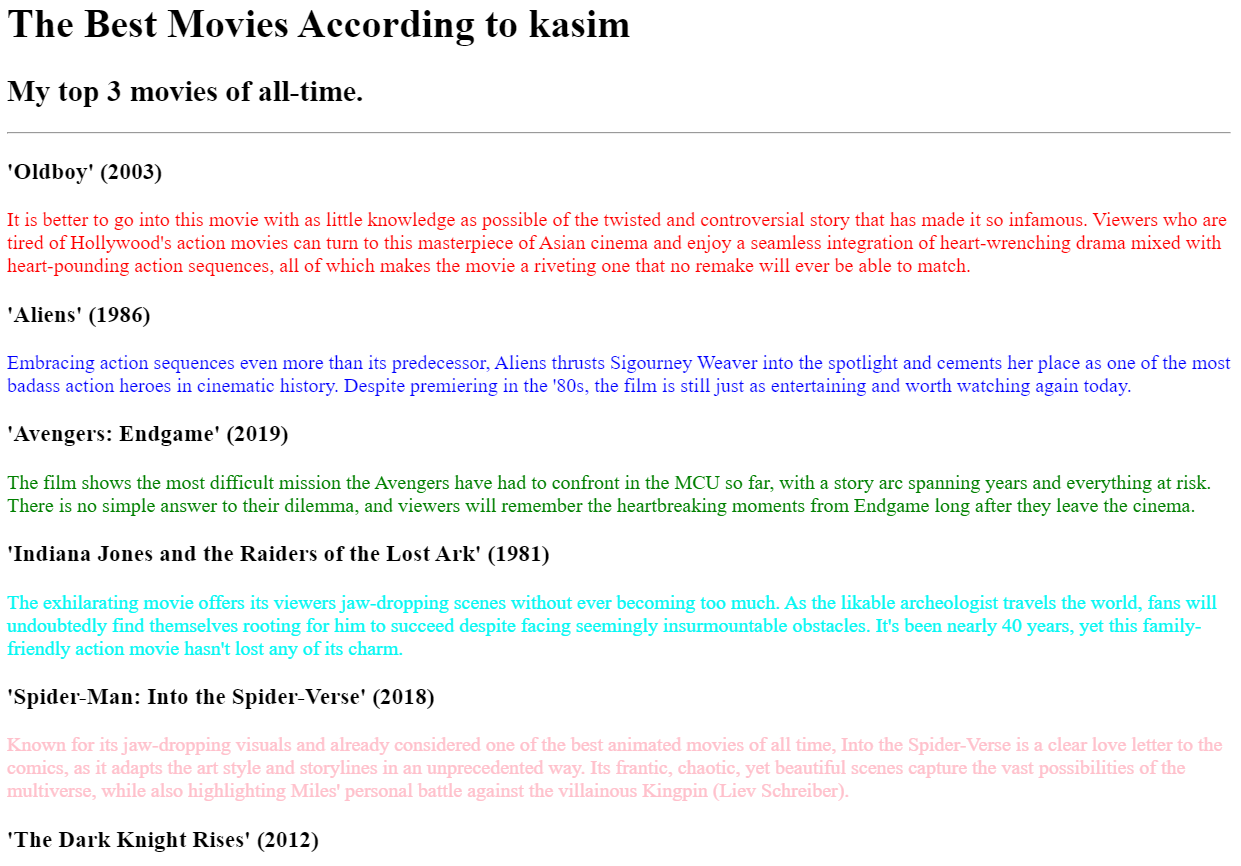 The Best Movies According to kasim
My top 3 movies of all-time.
'Oldboy' (2003)
It is better to go into this movie with as little knowledge as possible of the twisted and controversial story that has made it so infamous. Viewers who are
tired of Hollywood's action movies can turn to this masterpiece of Asian cinema and enjoy a seamless integration of heart-wrenching drama mixed with
heart-pounding action sequences, all of which makes the movie a riveting one that no remake will ever be able to match.
'Aliens' (1986)
Embracing action sequences even more than its predecessor, Aliens thrusts Sigourney Weaver into the spotlight and cements her place as one of the most
badass action heroes in cinematic history. Despite premiering in the '80s, the film is still just as entertaining and worth watching again today.
'Avengers: Endgame' (2019)
The film shows the most difficult mission the Avengers have had to confront in the MCU so far, with a story arc spanning years and everything at risk.
There is no simple answer to their dilemma, and viewers will remember the heartbreaking moments from Endgame long after they leave the cinema.
'Indiana Jones and the Raiders of the Lost Ark' (1981)
The exhilarating movie offers its viewers jaw-dropping scenes without ever becoming too much. As the likable archeologist travels the world, fans will
undoubtedly find themselves rooting for him to succeed despite facing seemingly insurmountable obstacles. It's been nearly 40 years, yet this family-
friendly action movie hasn't lost any of its charm.
'Spider-Man: Into the Spider-Verse' (2018)
Known for its jaw-dropping visuals and already considered one of the best animated movies of all time, Into the Spider-Verse is a clear love letter to the
comics, as it adapts the art style and storylines in an unprecedented way. Its frantic, chaotic, yet beautiful scenes capture the vast possibilities of the
multiverse, while also highlighting Miles' personal battle against the villainous Kingpin (Liev Schreiber).
'The Dark Knight Rises' (2012)